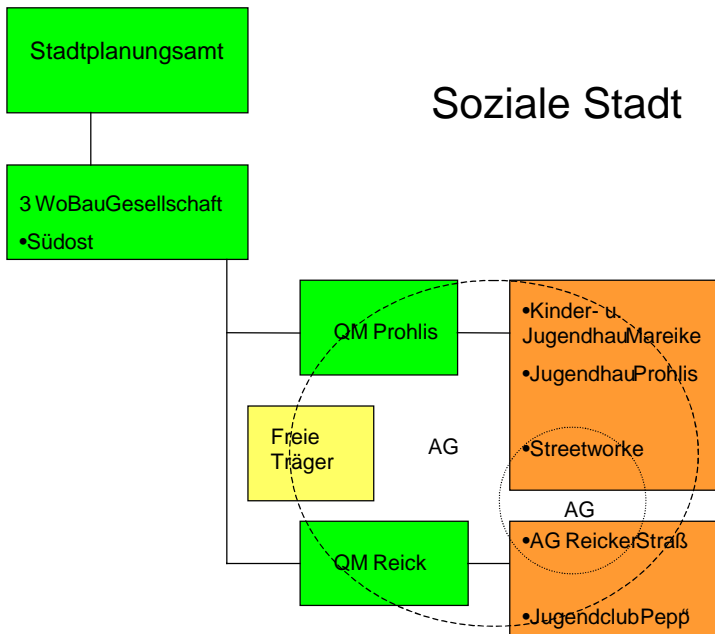 Stadtplanungsamt
Soziale Stadt
3 WoBauGesellschaft
•Südost
QM Prohlis
•Kinder- u.
JugendhauMareike
•JugendhauProhlis
Freie
Träger
AG
•Streetworke
AG
QM Reick
•AG ReickerStraß
•JugendclubPepp"